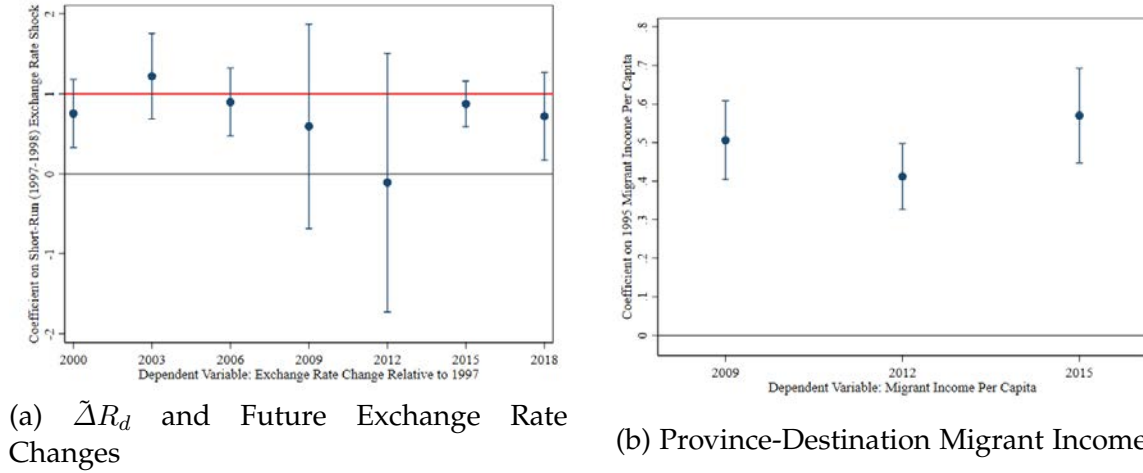 Coefficient on Short-Run (1997-1998) Exchange Rate Shock
2
1
0
-1
-2
2000 2003 2006 2009 2012 2015 2018
Dependent Variable: Exchange Rate Change Relative to 1997
(a) Δ̃R_d and Future Exchange Rate
Changes
Coefficient on 1995 Migrant Income Per Capita
.8
.7
.6
.5
.4
.3
.2
.1
0
2009 2012 2015
Dependent Variable: Migrant Income Per Capita
(b) Province-Destination Migrant Income